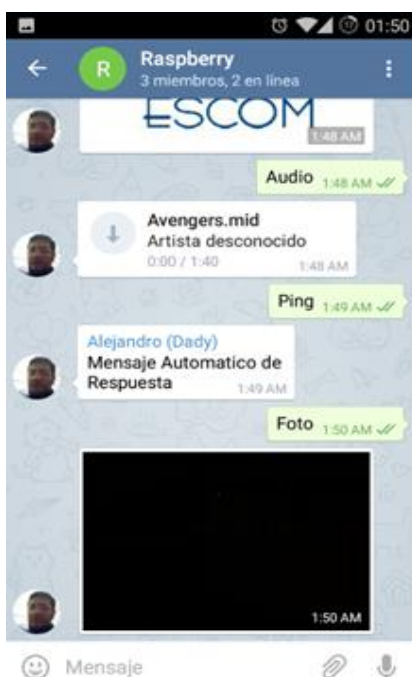 01:50
R
Raspberry
3 miembros, 2 en línea
ESCOM
1:48 AM
Audio 1:48 AM
Avengers.mid
Artista desconocido
0:00 / 1:40 1:48 AM
Ping 1:49 AM
Alejandro (Dady)
Mensaje Automatico de
Respuesta 1:49 AM
Foto 1:50 AM
1:50 AM
Mensaje